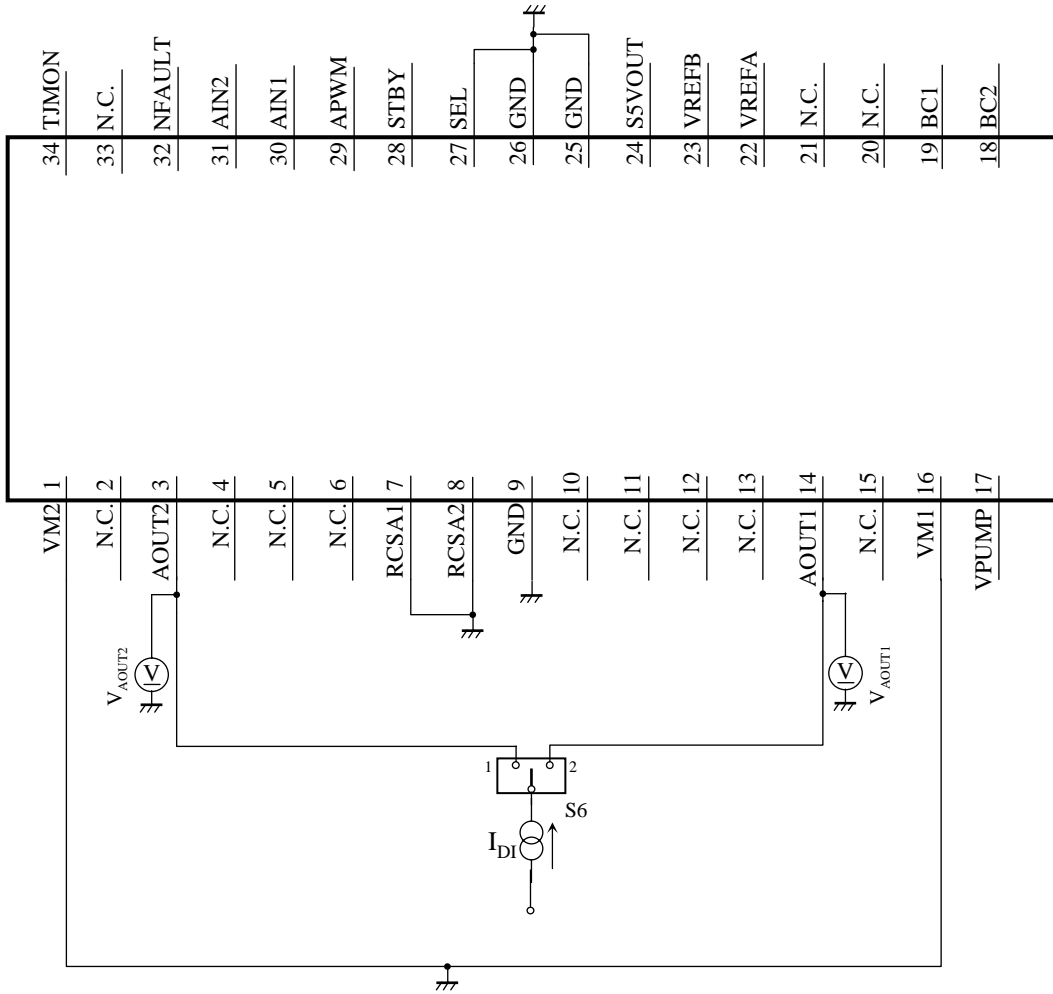 34 TJMON
33 N.C.
32 NFAULT
31 AIN2
30 AIN1
29 APWM
28 STBY
27 SEL
26 GND
25 GND
24 S5VOUT
23 VREFB
22 VREFA
21 N.C.
20 N.C.
19 BC1
18 BC2
VM2 1
N.C. 2
AOUT2 3
N.C. 4
N.C. 5
N.C. 6
RCSA1 7
RCSA2 8
GND 9
N.C. 10
N.C. 11
N.C. 12
N.C. 13
AOUT1 14
N.C. 15
VM1 16
VPUMP 17
V
VAOUT2
V
VAOUT1
1 2
S6
IDI